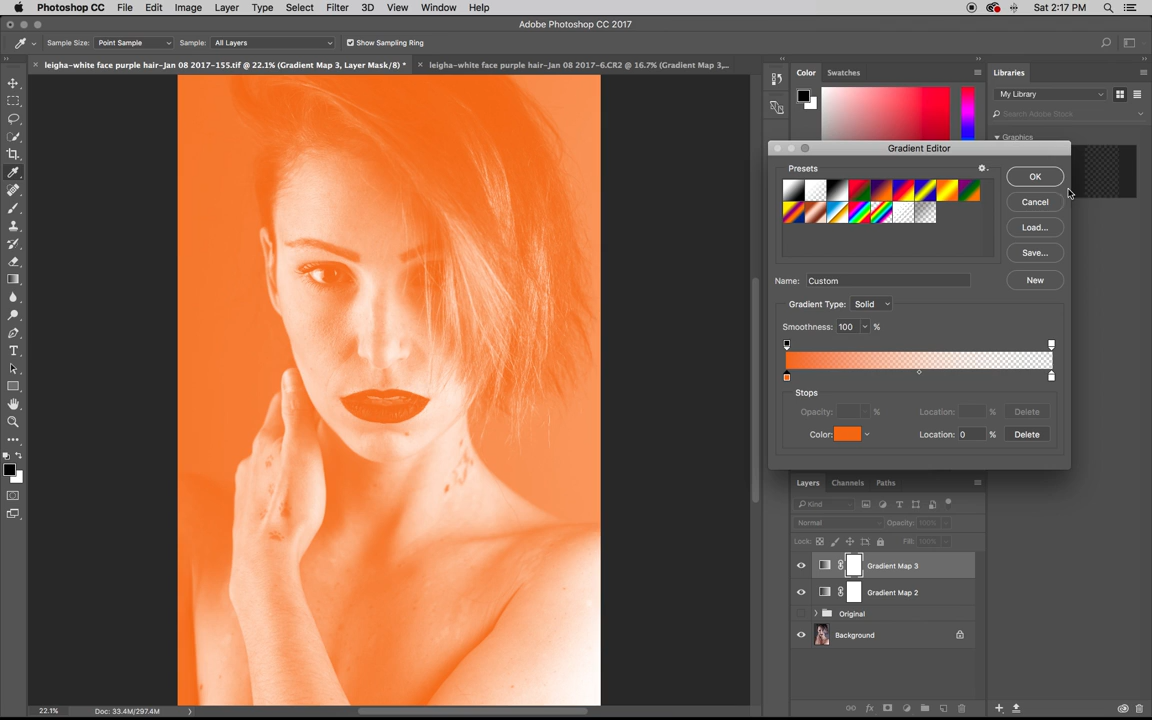 Photoshop CC File Edit Image Layer Type Select Filter 3D View Window Help Sat 2:17 PM
Adobe Photoshop CC 2017
Sample Size: Point Sample Sample: All Layers Show Sampling Ring
leigha-white face purple hair-Jan 08 2017-155.tif @ 22.1% (Gradient Map 3, Layer Mask/8) * leigha-white face purple hair-Jan 08 2017-6.CR2 @ 16.7% (Gradient Map 3,...
Color Swatches Libraries
My Library
Search Adobe Stock
Graphics
Gradient Editor
Presets
OK
Cancel
Load...
Save...
Name: Custom New
Gradient Type: Solid
Smoothness: 100 %
Stops
Opacity: % Location: % Delete
Color: Location: 0 % Delete
Layers Channels Paths
Kind
Normal Opacity: 100%
Lock: Fill: 100%
Gradient Map 3
Gradient Map 2
Original
Background
22.1% Doc: 33.4M/297.4M